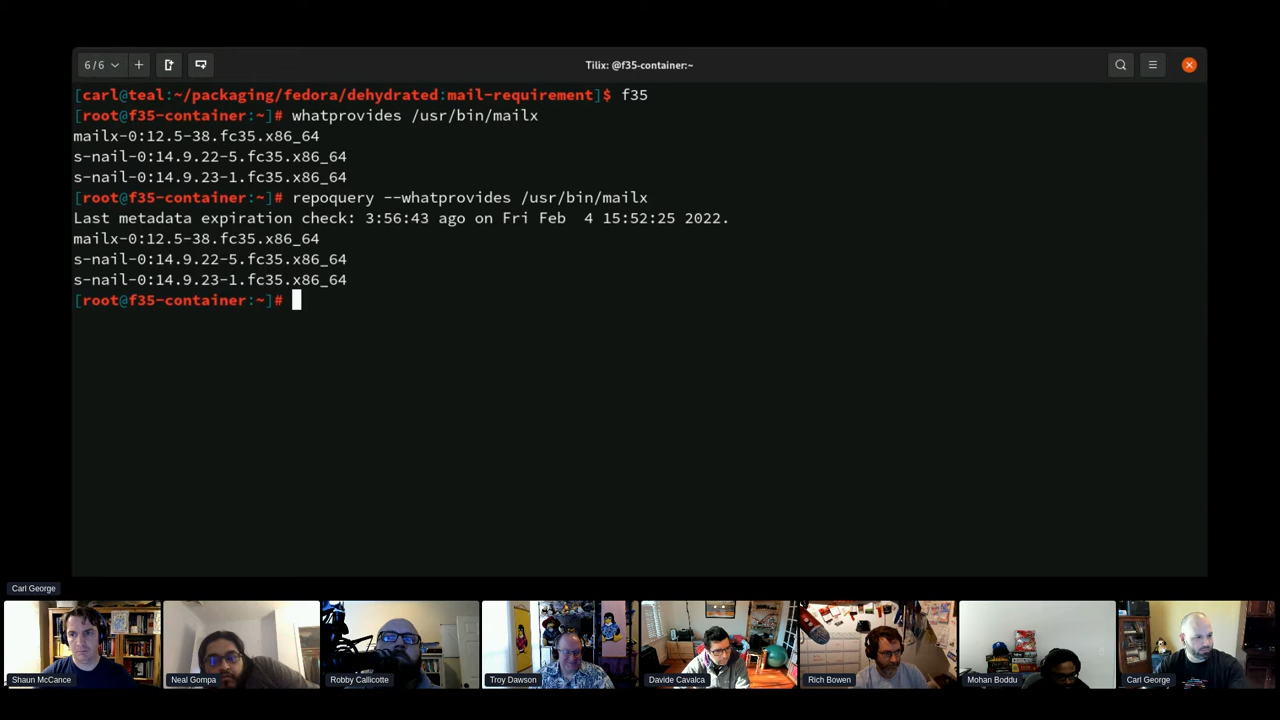 6/6
Tilix: @f35-container:~
[carl@teal:~/packaging/fedora/dehydrated:mail-requirement]$ f35
[root@f35-container:~]# whatprovides /usr/bin/mailx
mailx-0:12.5-38.fc35.x86_64
s-nail-0:14.9.22-5.fc35.x86_64
s-nail-0:14.9.23-1.fc35.x86_64
[root@f35-container:~]# repoquery --whatprovides /usr/bin/mailx
Last metadata expiration check: 3:56:43 ago on Fri Feb  4 15:52:25 2022.
mailx-0:12.5-38.fc35.x86_64
s-nail-0:14.9.22-5.fc35.x86_64
s-nail-0:14.9.23-1.fc35.x86_64
[root@f35-container:~]#
Carl George
Shaun McCance
Neal Gompa
Robby Callicotte
Troy Dawson
Davide Cavalca
Rich Bowen
Mohan Boddu
Carl George